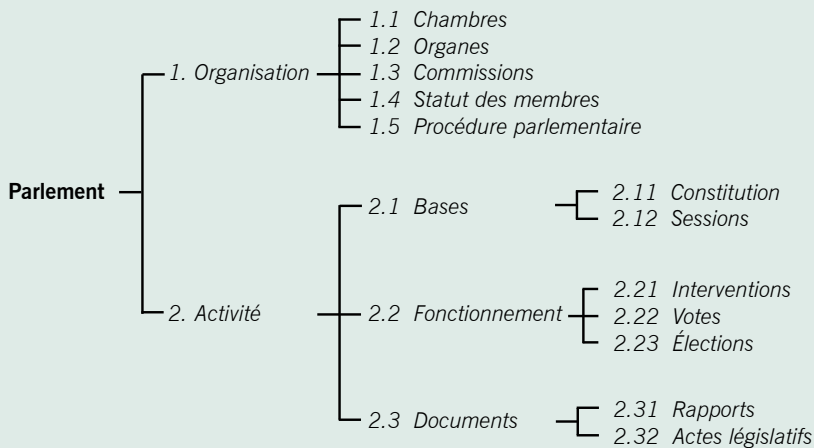 Parlement
1. Organisation
1.1 Chambres
1.2 Organes
1.3 Commissions
1.4 Statut des membres
1.5 Procédure parlementaire
2. Activité
2.1 Bases
2.11 Constitution
2.12 Sessions
2.2 Fonctionnement
2.21 Interventions
2.22 Votes
2.23 Élections
2.3 Documents
2.31 Rapports
2.32 Actes législatifs